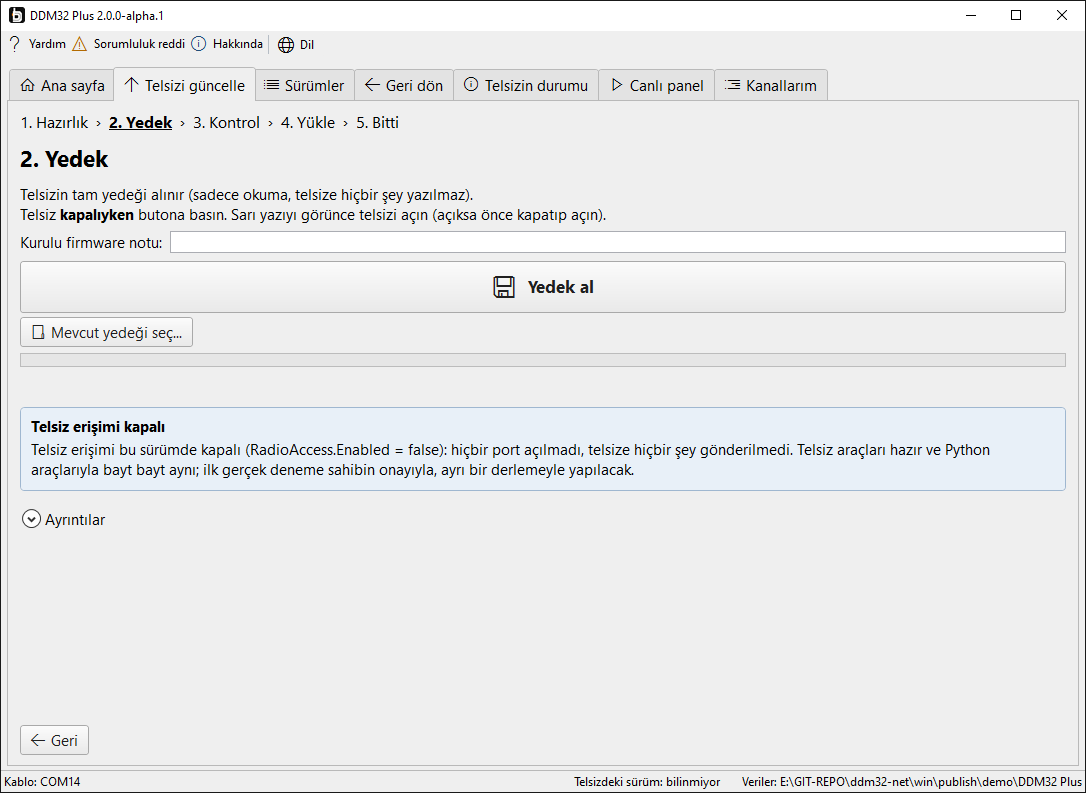 DDM32 Plus 2.0.0-alpha.1
Yardım Sorumluluk reddi Hakkında Dil
Ana sayfa Telsizi güncelle Sürümler Geri dön Telsizin durumu Canlı panel Kanallarım
1. Hazırlık › 2. Yedek › 3. Kontrol › 4. Yükle › 5. Bitti
2. Yedek
Telsizin tam yedeği alınır (sadece okuma, telsize hiçbir şey yazılmaz).
Telsiz kapalıyken butona basın. Sarı yazıyı görünce telsizi açın (açıksa önce kapatıp açın).
Kurulu firmware notu:
Yedek al
Mevcut yedeği seç...
Telsiz erişimi kapalı
Telsiz erişimi bu sürümde kapalı (RadioAccess.Enabled = false): hiçbir port açılmadı, telsize hiçbir şey gönderilmedi. Telsiz araçları hazır ve Python
araçlarıyla bayt bayt aynı; ilk gerçek deneme sahibin onayıyla, ayrı bir derlemeyle yapılacak.
Ayrıntılar
Geri
Kablo: COM14 Telsizdeki sürüm: bilinmiyor Veriler: E:\GIT-REPO\ddm32-net\win\publish\demo\DDM32 Plus